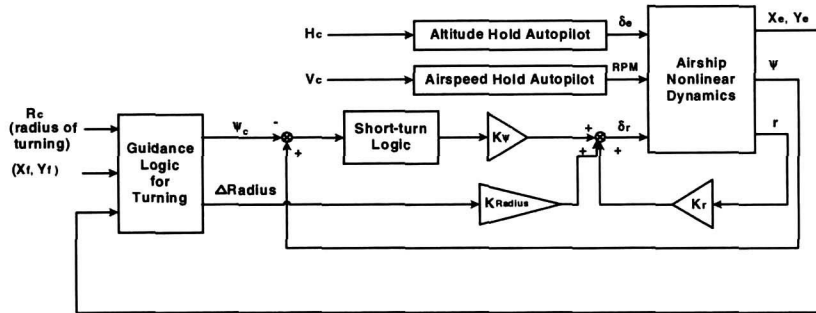 Hc
Altitude Hold Autopilot
δe
Xe, Ye
Vc
Airspeed Hold Autopilot
RPM
Airship
Nonlinear
Dynamics
Ψ
r
Rc
(radius of
turning)
(Xf, Yf)
Guidance
Logic
for
Turning
Ψc
-
+
Short-turn
Logic
KΨ
+
+
+
δr
ΔRadius
KRadius
Kr